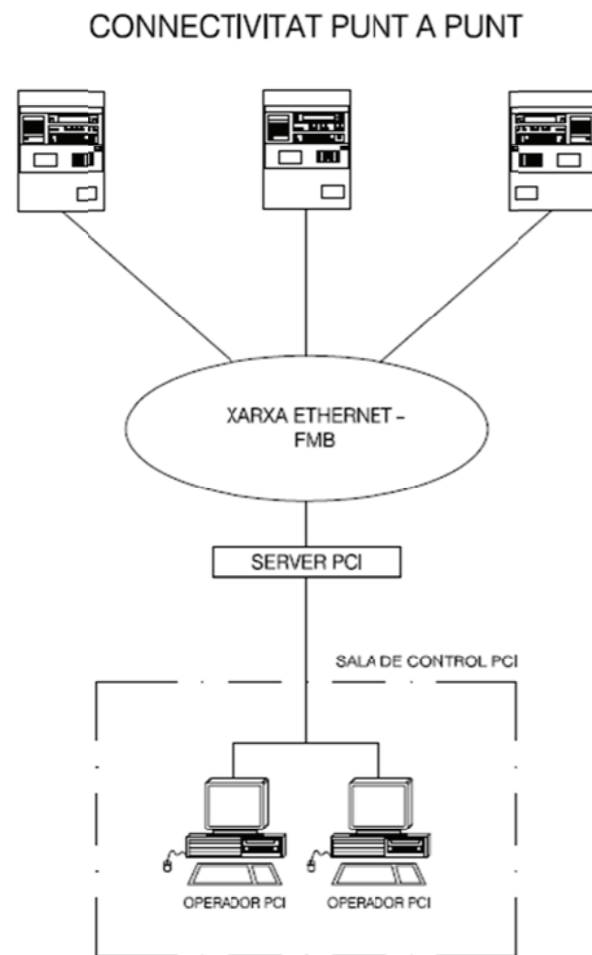 CONNECTIVITAT PUNT A PUNT
XARXA ETHERNET –
FMB
SERVER PCI
SALA DE CONTROL PCI
OPERADOR PCI
OPERADOR PCI